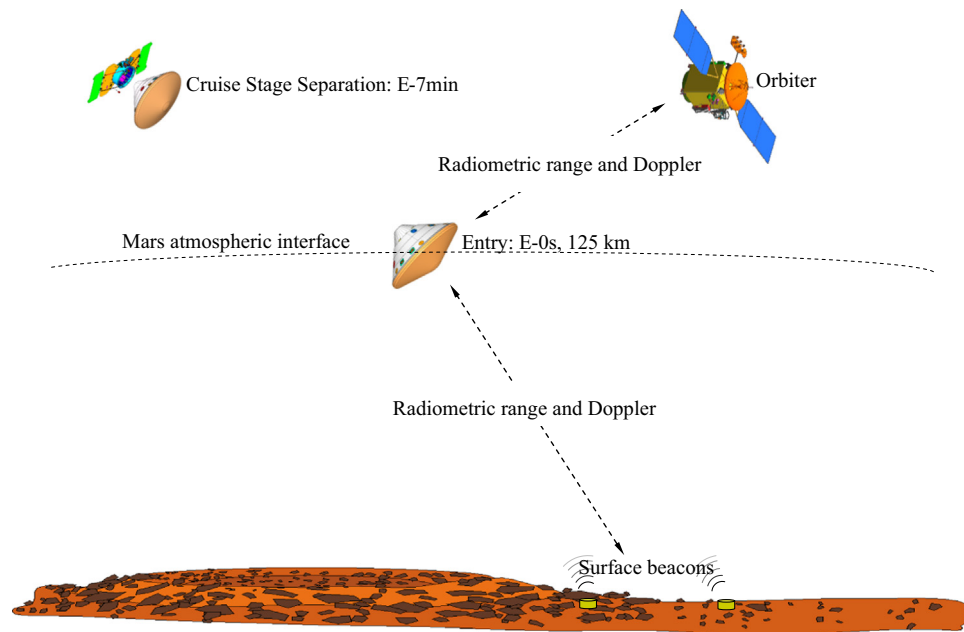 Cruise Stage Separation: E-7min
Orbiter
Radiometric range and Doppler
Mars atmospheric interface
Entry: E-0s, 125 km
Radiometric range and Doppler
Surface beacons